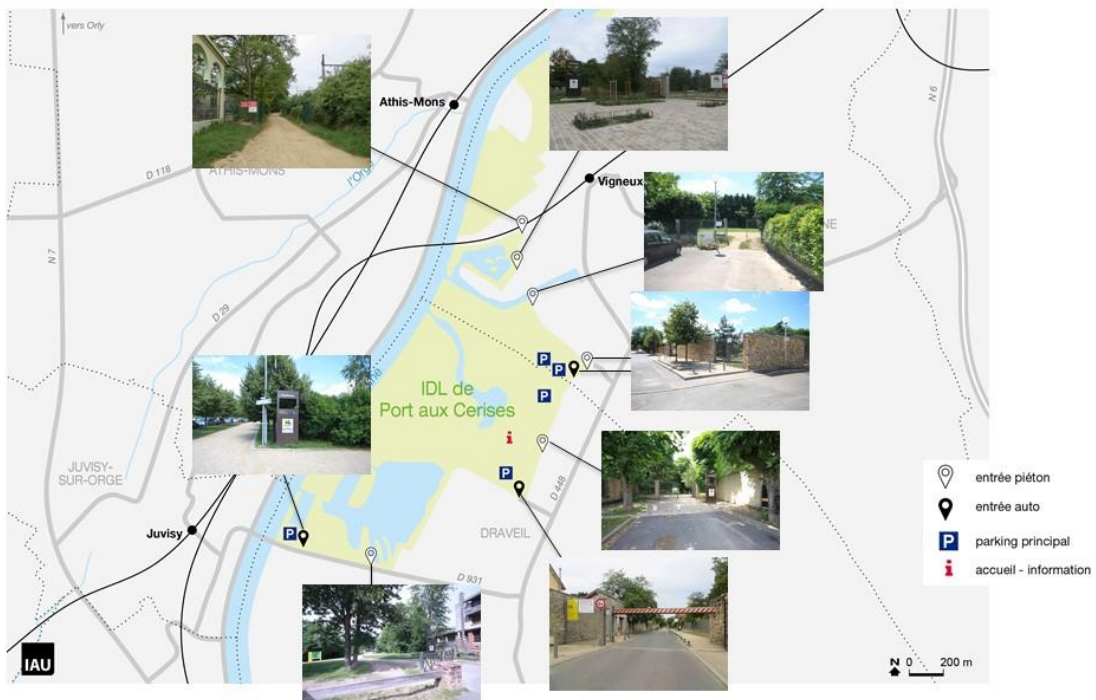 vers Orly
Athis-Mons
N 6
D 118
ATHIS-MONS
l'Orge
Vigneux
NE
N 7
D 29
IDL de
Port aux Cerises
JUVISY-
SUR-ORGE
D 448
entrée piéton
entrée auto
Juvisy
DRAVEIL
parking principal
accueil - information
D 931
P
P
P
P
P
P
i
i
IAU
N
0 200 m